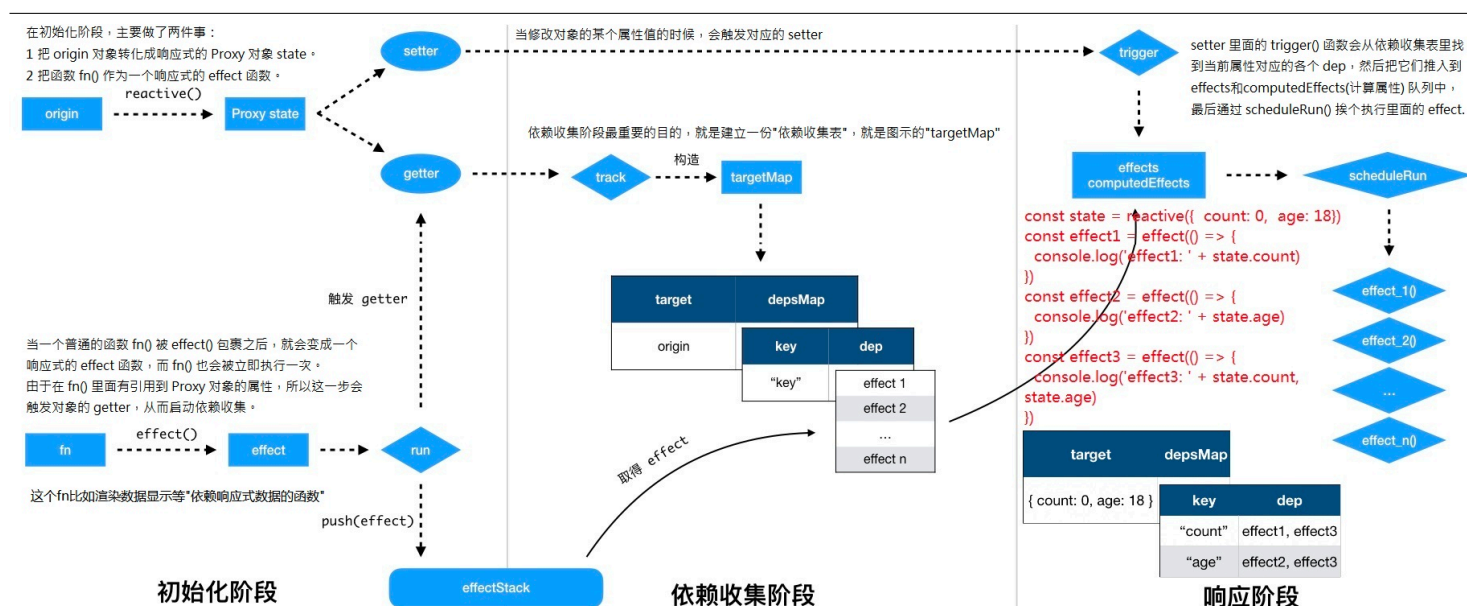 在初始化阶段，主要做了两件事：
1 把 origin 对象转化成响应式的 Proxy 对象 state。
2 把函数 fn() 作为一个响应式的 effect 函数。
reactive()
origin
Proxy state
setter
getter
当修改对象的某个属性值的时候，会触发对应的 setter
trigger
setter 里面的 trigger() 函数会从依赖收集表里找
到当前属性对应的各个 dep，然后把它们推入到
effects和computedEffects(计算属性) 队列中，
最后通过 scheduleRun() 挨个执行里面的 effect.
依赖收集阶段最重要的目的，就是建立一份"依赖收集表"，就是图示的"targetMap"
track
构造
targetMap
effects
computedEffects
scheduleRun
const state = reactive({ count: 0, age: 18})
const effect1 = effect(() => {
console.log('effect1: ' + state.count)
})
const effect2 = effect(() => {
console.log('effect2: ' + state.age)
})
const effect3 = effect(() => {
console.log('effect3: ' + state.count,
state.age)
})
effect_1()
effect_2()
...
effect_n()
触发 getter
target depsMap
origin
key dep
“key”
effect 1
effect 2
...
effect n
当一个普通的函数 fn() 被 effect() 包裹之后，就会变成一个
响应式的 effect 函数，而 fn() 也会被立即执行一次。
由于在 fn() 里面有引用到 Proxy 对象的属性，所以这一步会
触发对象的 getter，从而启动依赖收集。
effect()
fn
effect
run
这个fn比如渲染数据显示等"依赖响应式数据的函数"
push(effect)
取得 effect
effectStack
target depsMap
{ count: 0, age: 18 }
key dep
“count” effect1, effect3
“age” effect2, effect3
初始化阶段
依赖收集阶段
响应阶段